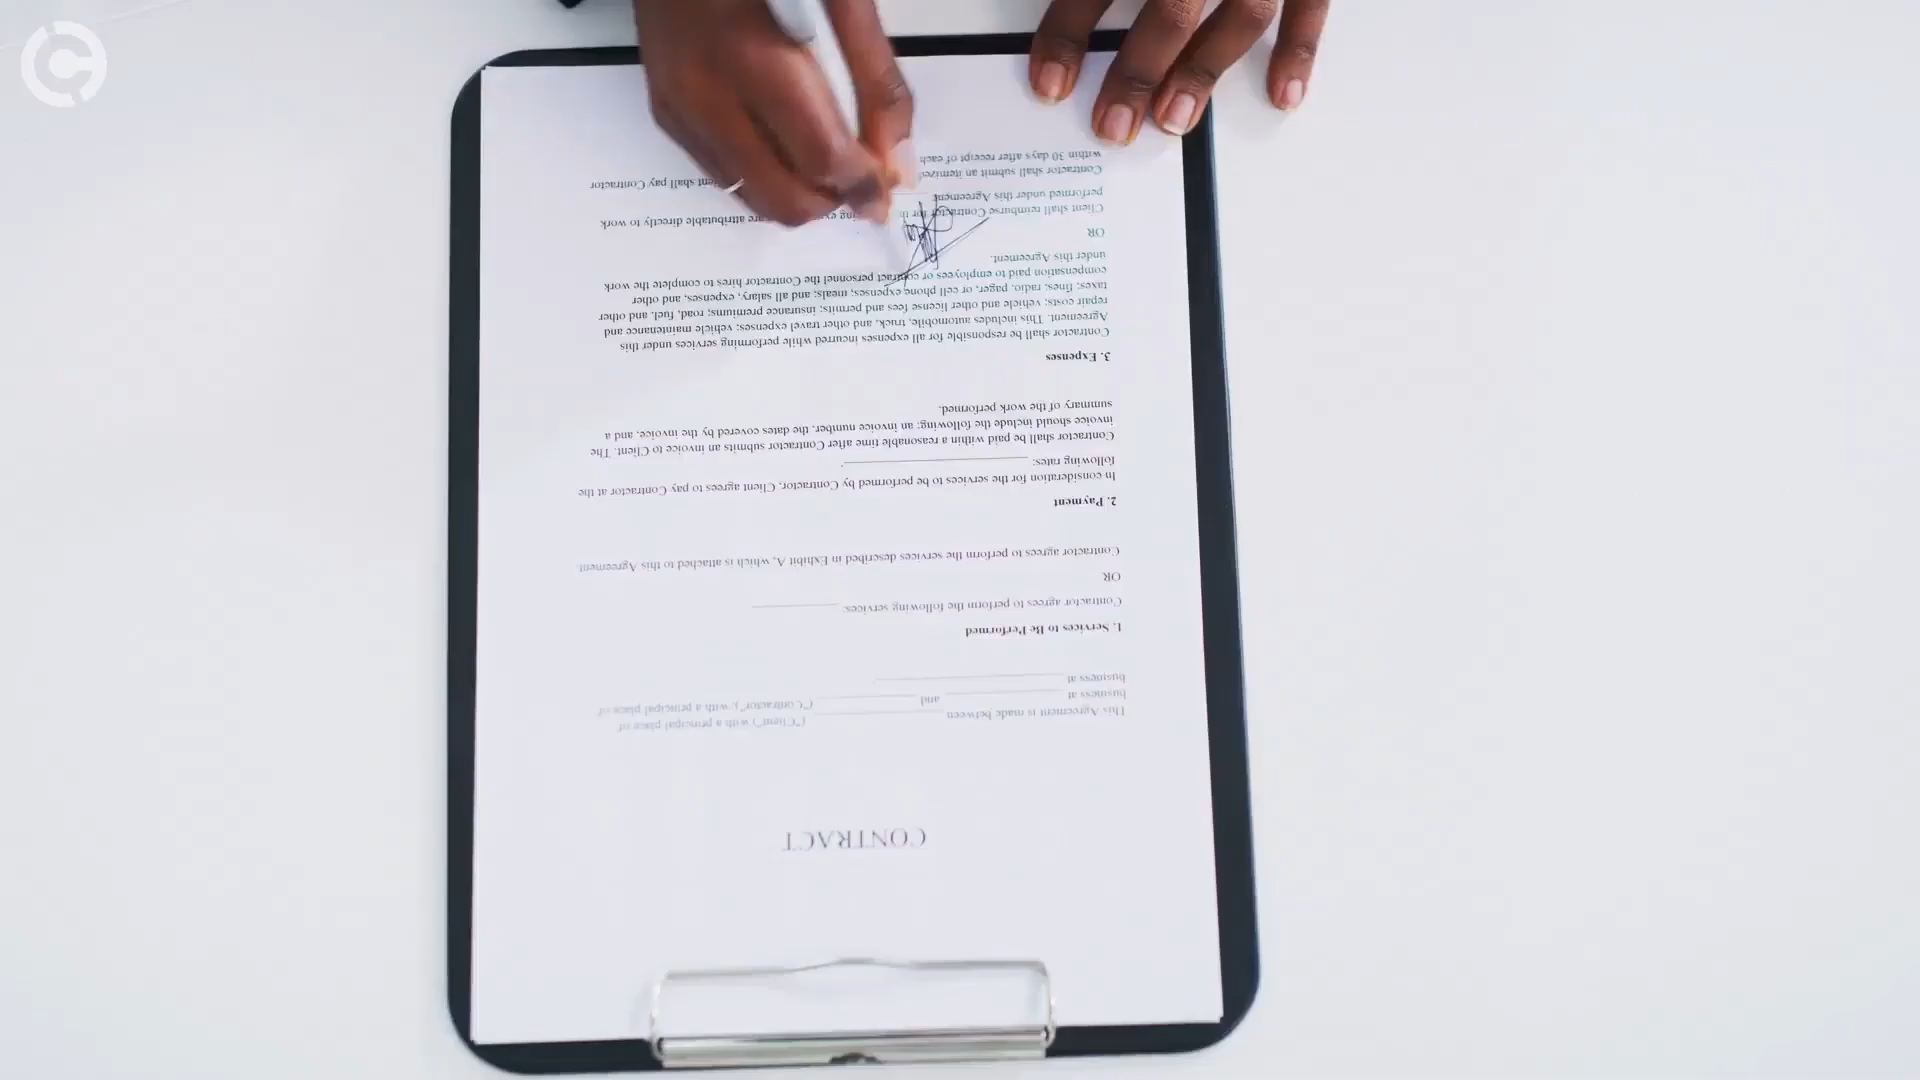 CONTRACT
This Agreement is made between ("Client") with a principal place of
business at and ("Contractor"), with a principal place of
business at
1. Services to Be Performed
Contractor agrees to perform the following services:
OR
Contractor agrees to perform the services described in Exhibit A, which is attached to this Agreement.
2. Payment
In consideration for the services to be performed by Contractor, Client agrees to pay Contractor at the
following rates: .
Contractor shall be paid within a reasonable time after Contractor submits an invoice to Client. The
invoice should include the following: an invoice number, the dates covered by the invoice, and a
summary of the work performed.
3. Expenses
Contractor shall be responsible for all expenses incurred while performing services under this
Agreement. This includes automobile, truck, and other travel expenses; vehicle maintenance and
repair costs; vehicle and other license fees and permits; insurance premiums; road, fuel, and other
taxes; fines; radio, pager, or cell phone expenses; meals; and all salary, expenses, and other
compensation paid to employees or contract personnel the Contractor hires to complete the work
under this Agreement.
OR
Client shall reimburse Contractor for are attributable directly to work
performed under this Agreement
Contractor shall submit an itemized shall pay Contractor
within 30 days after receipt of each